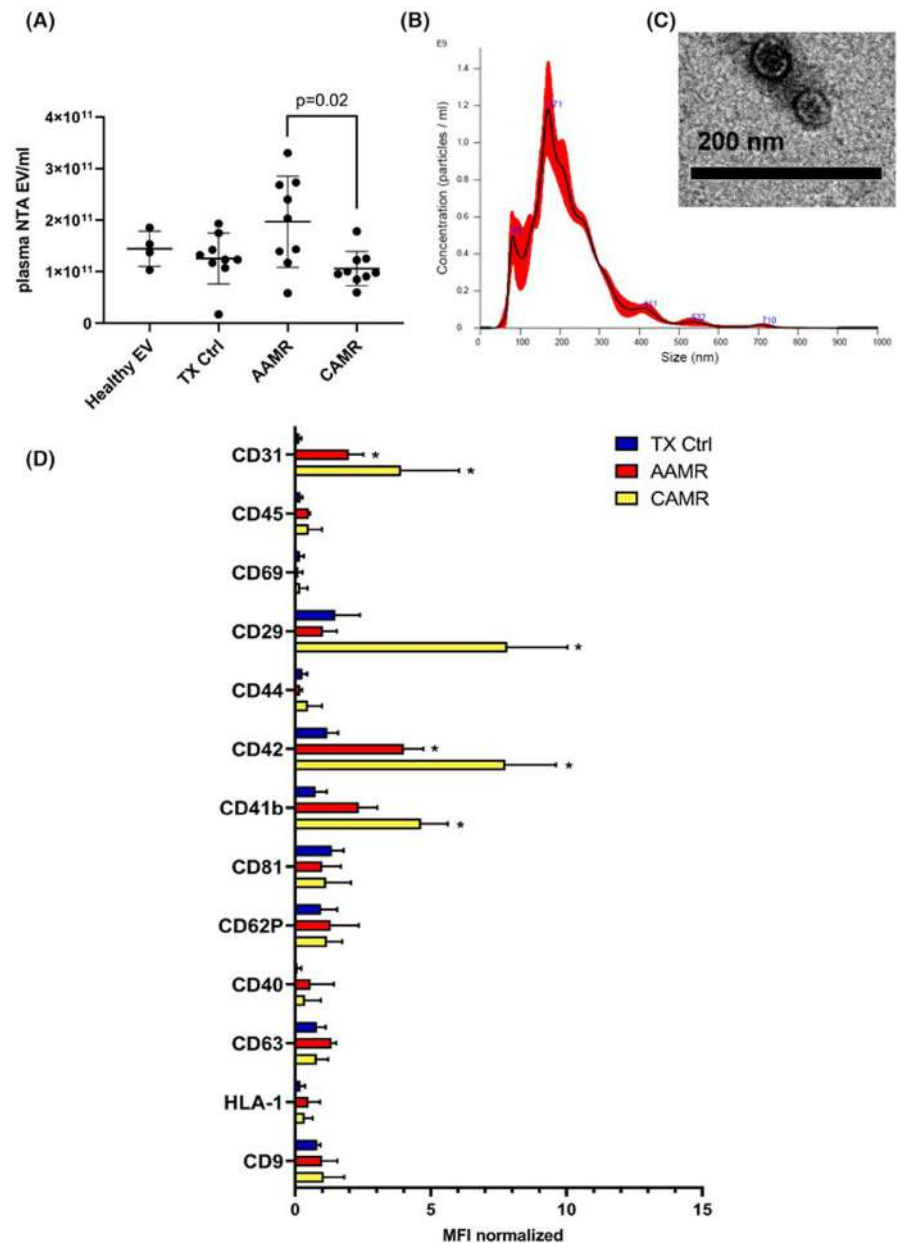 (A)
p=0.02
4×10¹¹
3×10¹¹
2×10¹¹
1×10¹¹
0
plasma NTA EV/ml
Healthy EV
TX Ctrl
AAMR
CAMR
(B)
E9
1.4
1.2
1.0
0.8
0.6
0.4
0.2
0
Concentration (particles / ml)
0 100 200 300 400 500 600 700 800 900 1000
Size (nm)
710
(C)
200 nm
(D)
TX Ctrl
AAMR
CAMR
CD31
CD45
CD69
CD29
CD44
CD42
CD41b
CD81
CD62P
CD40
CD63
HLA-1
CD9
* *
*
* *
*
0 5 10 15
MFI normalized